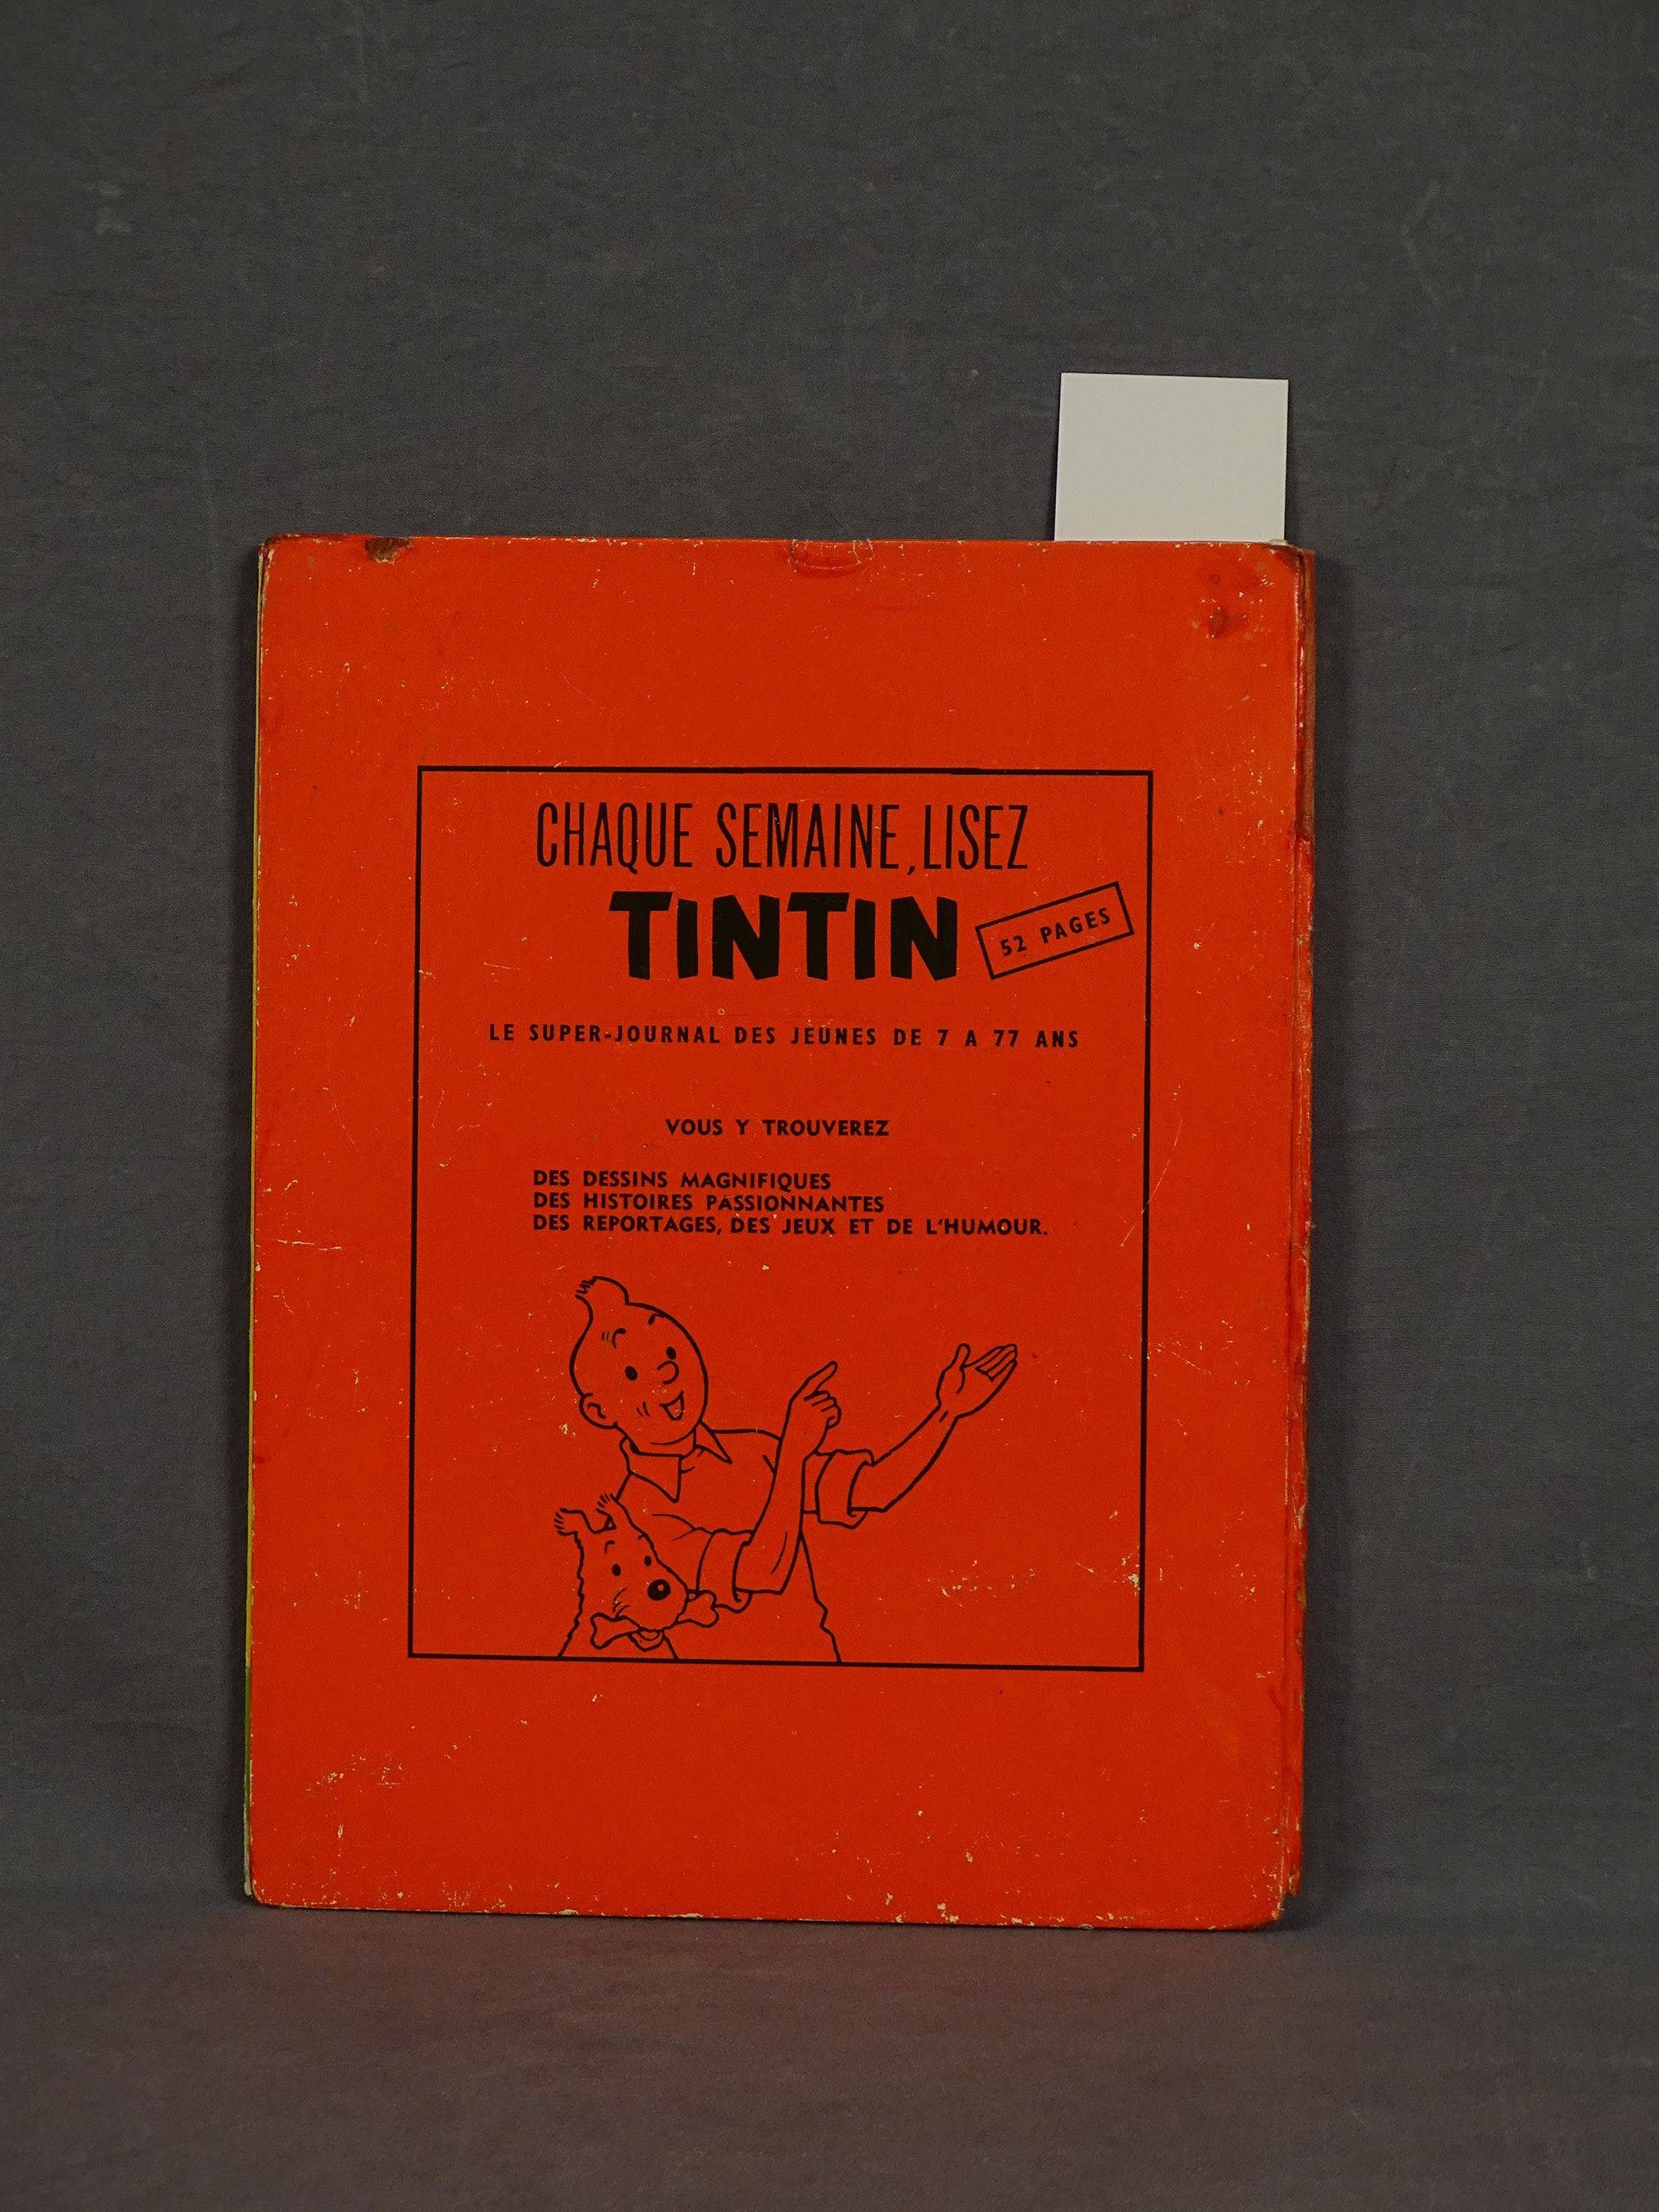 CHAQUE SEMAINE, LISEZ
TINTIN
52 PAGES
LE SUPER-JOURNAL DES JEUNES DE 7 A 77 ANS
VOUS Y TROUVEREZ
DES DESSINS MAGNIFIQUES
DES HISTOIRES PASSIONNANTES
DES REPORTAGES, DES JEUX ET DE L'HUMOUR.